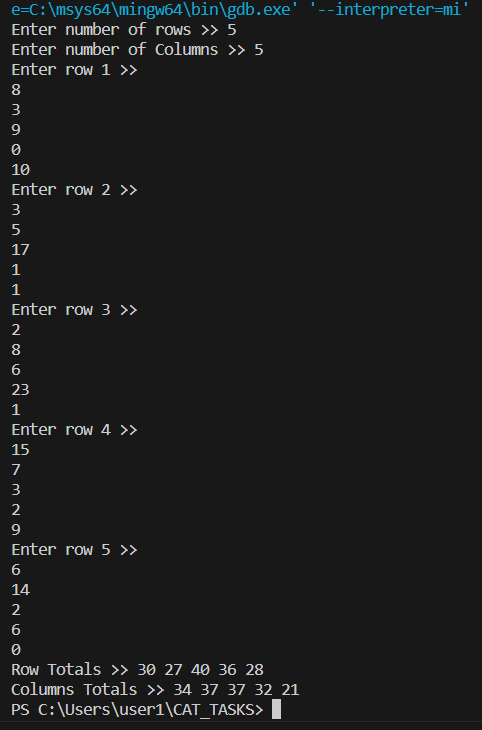 e=C:\msys64\mingw64\bin\gdb.exe' '--interpreter=mi'
Enter number of rows >> 5
Enter number of Columns >> 5
Enter row 1 >>
8
3
9
0
10
Enter row 2 >>
3
5
17
1
1
Enter row 3 >>
2
8
6
23
1
Enter row 4 >>
15
7
3
2
9
Enter row 5 >>
6
14
2
6
0
Row Totals >> 30 27 40 36 28
Columns Totals >> 34 37 37 32 21
PS C:\Users\user1\CAT_TASKS>